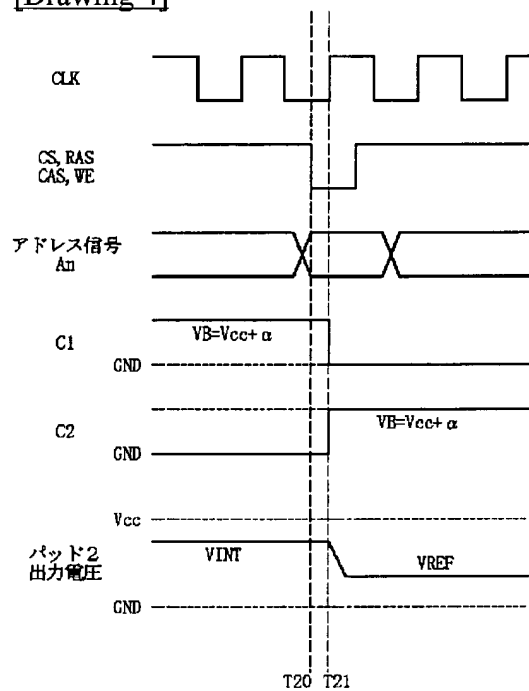 [Drawing 4]
CLK
CS, RAS
CAS, WE
アドレス信号
An
C1
VB=Vcc+α
GND
C2
VB=Vcc+α
GND
Vcc
パッド2
出力電圧
VINT
VREF
GND
T20 T21